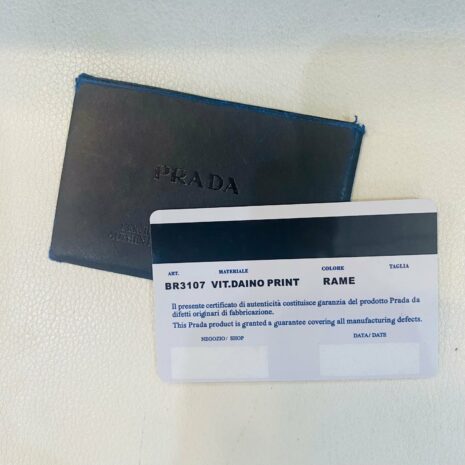 PRADA
ART. MATERIALE COLORE TAGLIA
BR3107 VIT.DAINO PRINT RAME
Il presente certificato di autenticità costituisce garanzia del prodotto Prada da
difetti originari di fabbricazione.
This Prada product is granted a guarantee covering all manufacturing defects.
NEGOZIO/ SHOP DATA/ DATE